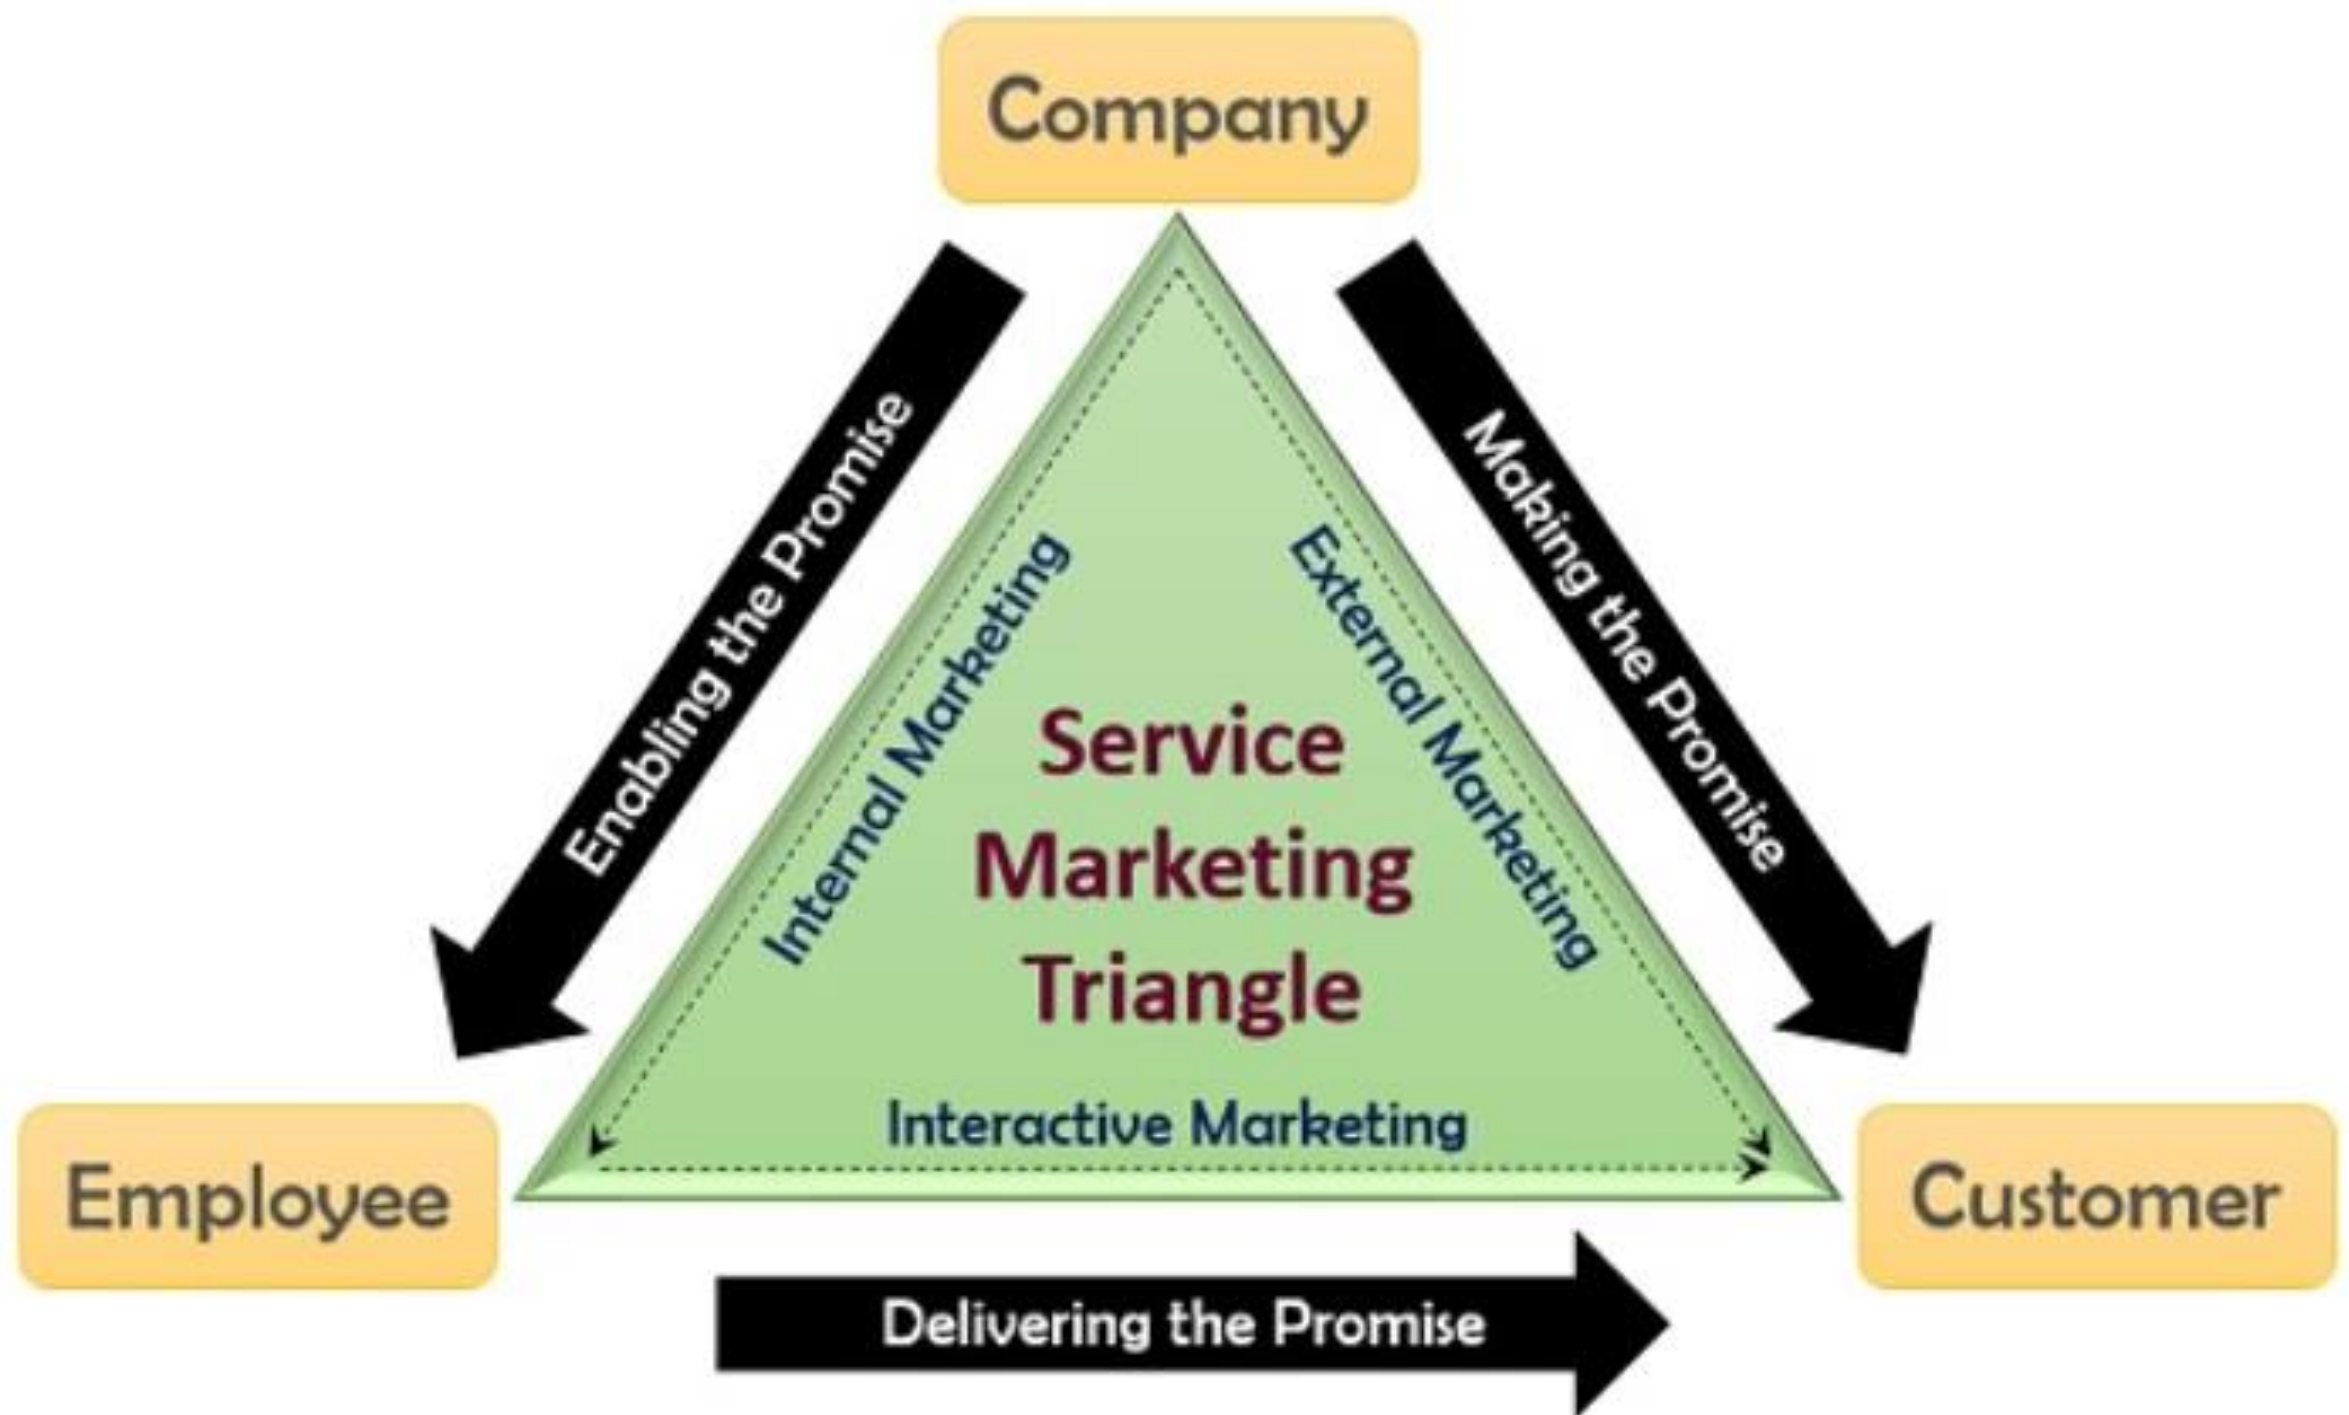 Company
Enabling the Promise
Making the Promise
Internal Marketing
External Marketing
Service
Marketing
Triangle
Interactive Marketing
Employee
Customer
Delivering the Promise